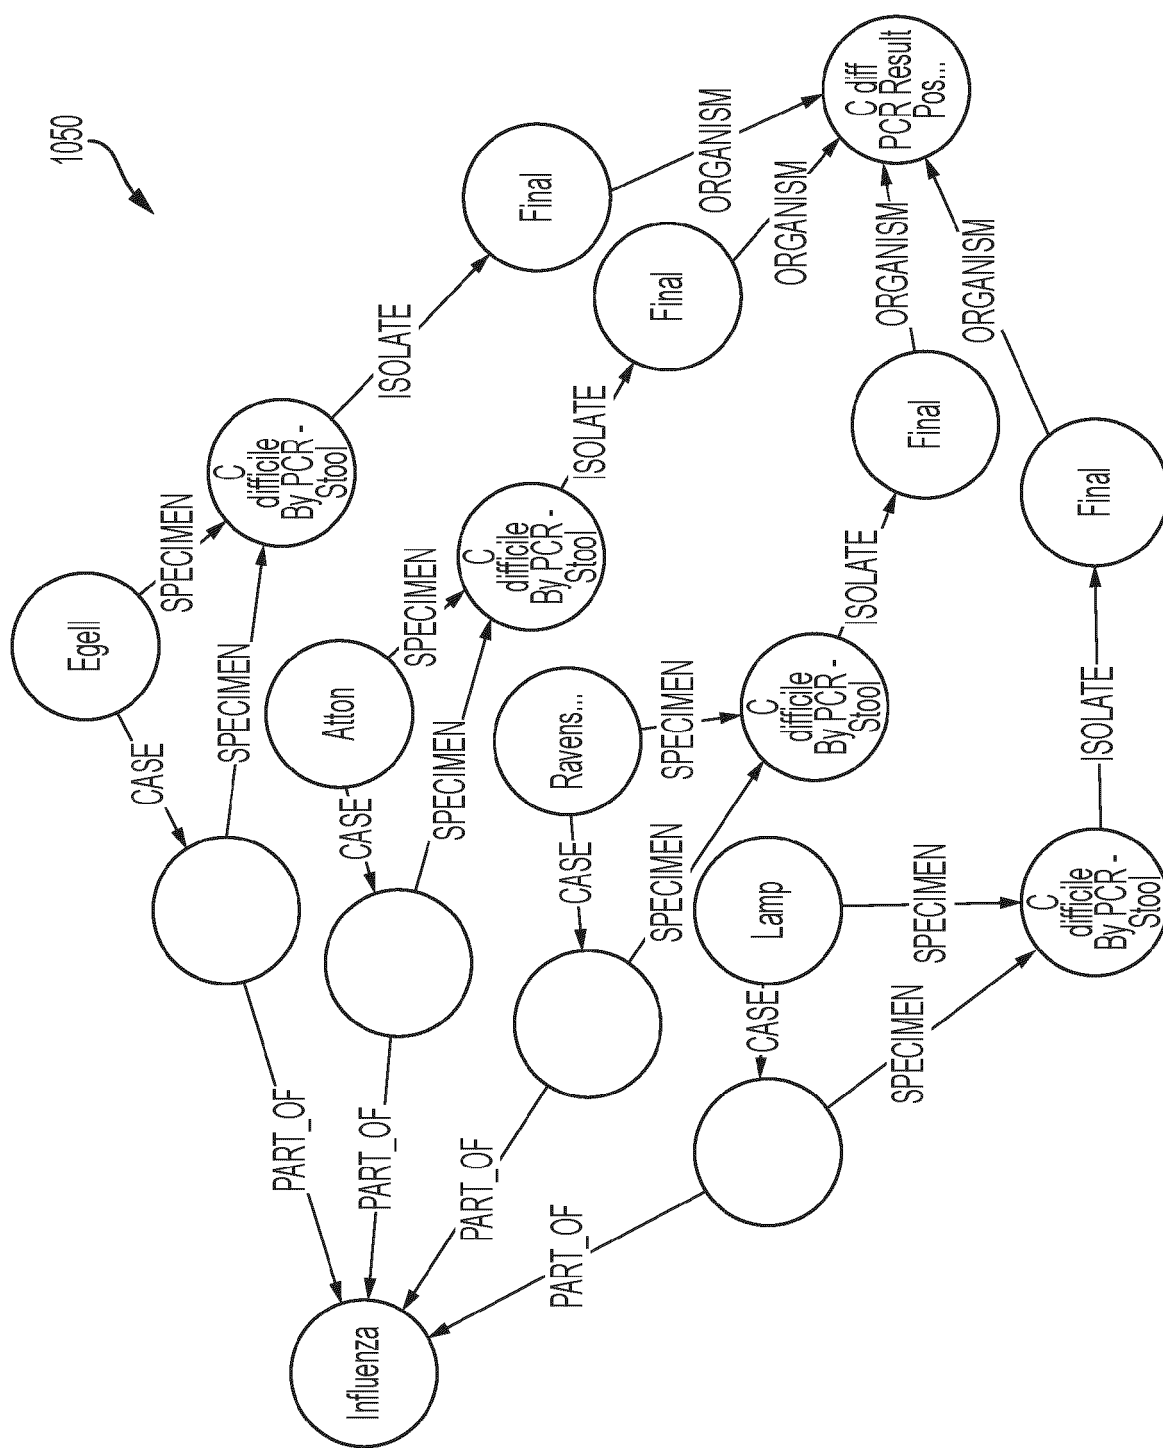 1050
Egell
CASE
SPECIMEN
SPECIMEN
C
difficile
By PCR -
Stool
PART_OF
Atton
CASE
Influenza
PART_OF
ISOLATE
SPECIMEN
SPECIMEN
PART_OF
C
difficile
By PCR -
Stool
Final
PART_OF
Ravens...
CASE
ISOLATE
SPECIMEN
SPECIMEN
Final
ORGANISM
CASE
Lamp
C
difficile
By PCR -
Stool
ORGANISM
ISOLATE
C diff
PCR Result
Pos...
ORGANISM
SPECIMEN
SPECIMEN
Final
ORGANISM
C
difficile
By PCR -
Stool
ISOLATE
Final